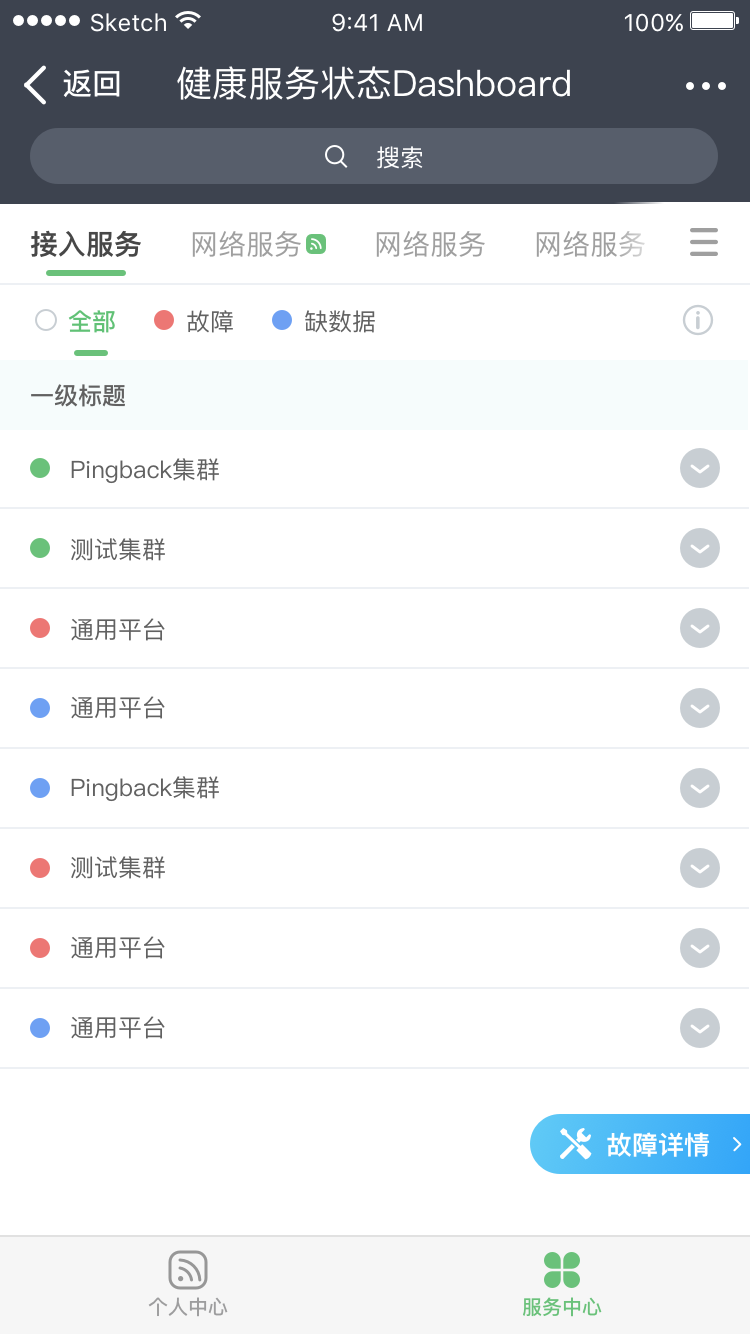 Sketch 9:41 AM 100%
返回 健康服务状态Dashboard
搜索
接入服务 网络服务 网络服务 网络服务
全部 故障 缺数据
一级标题
Pingback集群
测试集群
通用平台
通用平台
Pingback集群
测试集群
通用平台
通用平台
故障详情
个人中心 服务中心